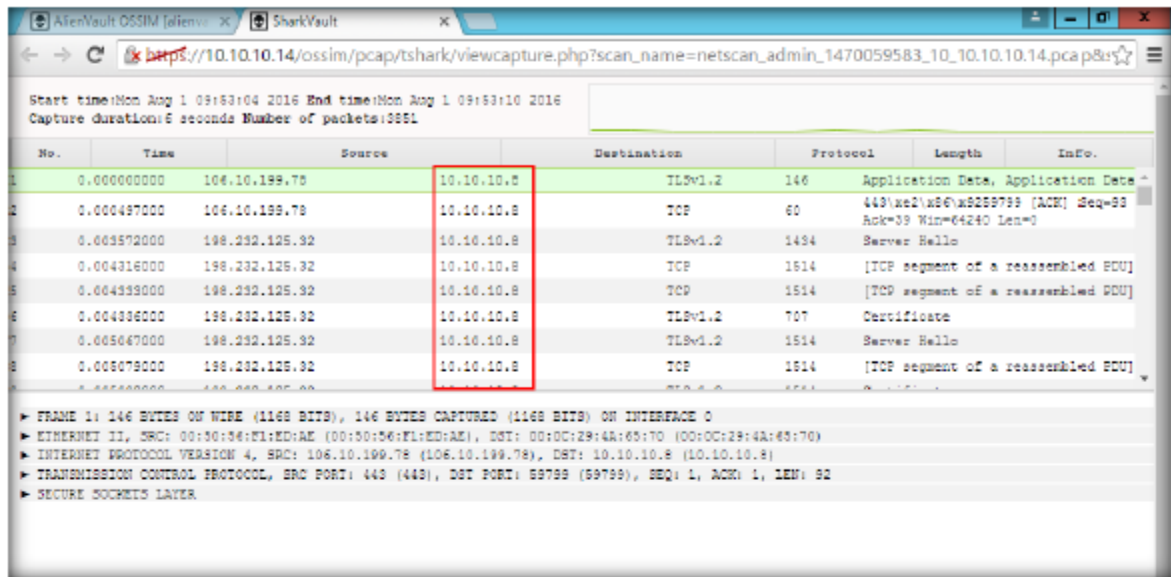 AlienVault OSSIM [alienva
SharkVault
https://10.10.10.14/ossim/pcap/tshark/viewcapture.php?scan_name=netscan_admin_1470059583_10_10.10.10.14.pcap&s
Start time:Mon Aug 1 09:53:04 2016 End time:Mon Aug 1 09:53:10 2016
Capture duration:6 seconds Number of packets:3851
No. Time Source Destination Protocol Length Info.
1 0.000000000 106.10.199.78 10.10.10.8 TLSv1.2 146 Application Data, Application Data
2 0.000497000 106.10.199.78 10.10.10.8 TCP 60 443\xe2\x86\x9259799 [ACK] Seq=93
Ack=39 Win=64240 Len=0
3 0.003572000 198.232.125.32 10.10.10.8 TLSv1.2 1434 Server Hello
4 0.004316000 198.232.125.32 10.10.10.8 TCP 1514 [TCP segment of a reassembled PDU]
5 0.004333000 198.232.125.32 10.10.10.8 TCP 1514 [TCP segment of a reassembled PDU]
6 0.004336000 198.232.125.32 10.10.10.8 TLSv1.2 707 Certificate
7 0.005067000 198.232.125.32 10.10.10.8 TLSv1.2 1514 Server Hello
8 0.005079000 198.232.125.32 10.10.10.8 TCP 1514 [TCP segment of a reassembled PDU]
► FRAME 1: 146 BYTES ON WIRE (1168 BITS), 146 BYTES CAPTURED (1168 BITS) ON INTERFACE 0
► ETHERNET II, SRC: 00:50:56:F1:ED:AE (00:50:56:F1:ED:AE), DST: 00:0C:29:4A:65:70 (00:0C:29:4A:65:70)
► INTERNET PROTOCOL VERSION 4, SRC: 106.10.199.78 (106.10.199.78), DST: 10.10.10.8 (10.10.10.8)
► TRANSMISSION CONTROL PROTOCOL, SRC PORT: 443 (443), DST PORT: 59799 (59799), SEQ: 1, ACK: 1, LEN: 92
► SECURE SOCKETS LAYER